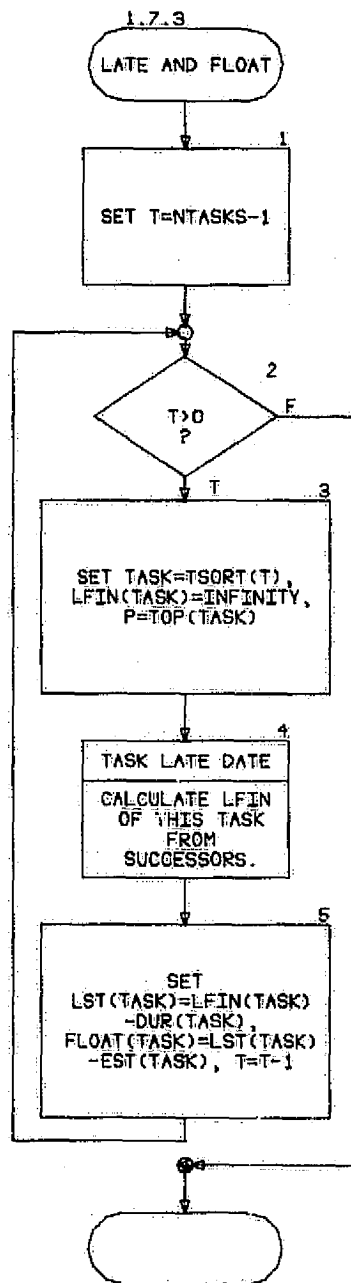 1.7.3
LATE AND FLOAT
1
SET T=NTASKS-1
2
T>0
?
F
T
3
SET TASK=TSORT(T),
LFIN(TASK)=INFINITY,
P=TOP(TASK)
4
TASK LATE DATE
CALCULATE LFIN
OF THIS TASK
FROM
SUCCESSORS.
5
SET
LST(TASK)=LFIN(TASK)
-DUR(TASK),
FLOAT(TASK)=LST(TASK)
-EST(TASK), T=T-1